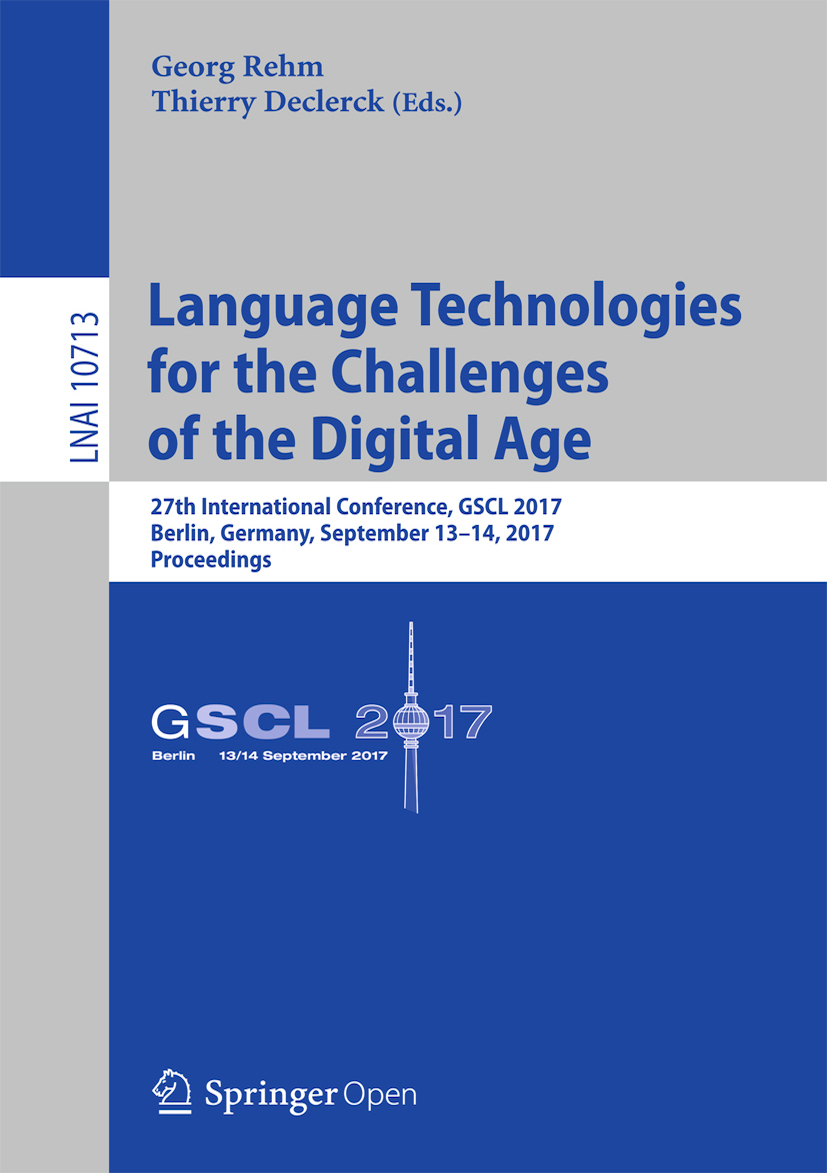 Georg Rehm
Thierry Declerck (Eds.)
LNAI 10713
Language Technologies
for the Challenges
of the Digital Age
27th International Conference, GSCL 2017
Berlin, Germany, September 13–14, 2017
Proceedings
GSCL 2017
Berlin 13/14 September 2017
Springer Open